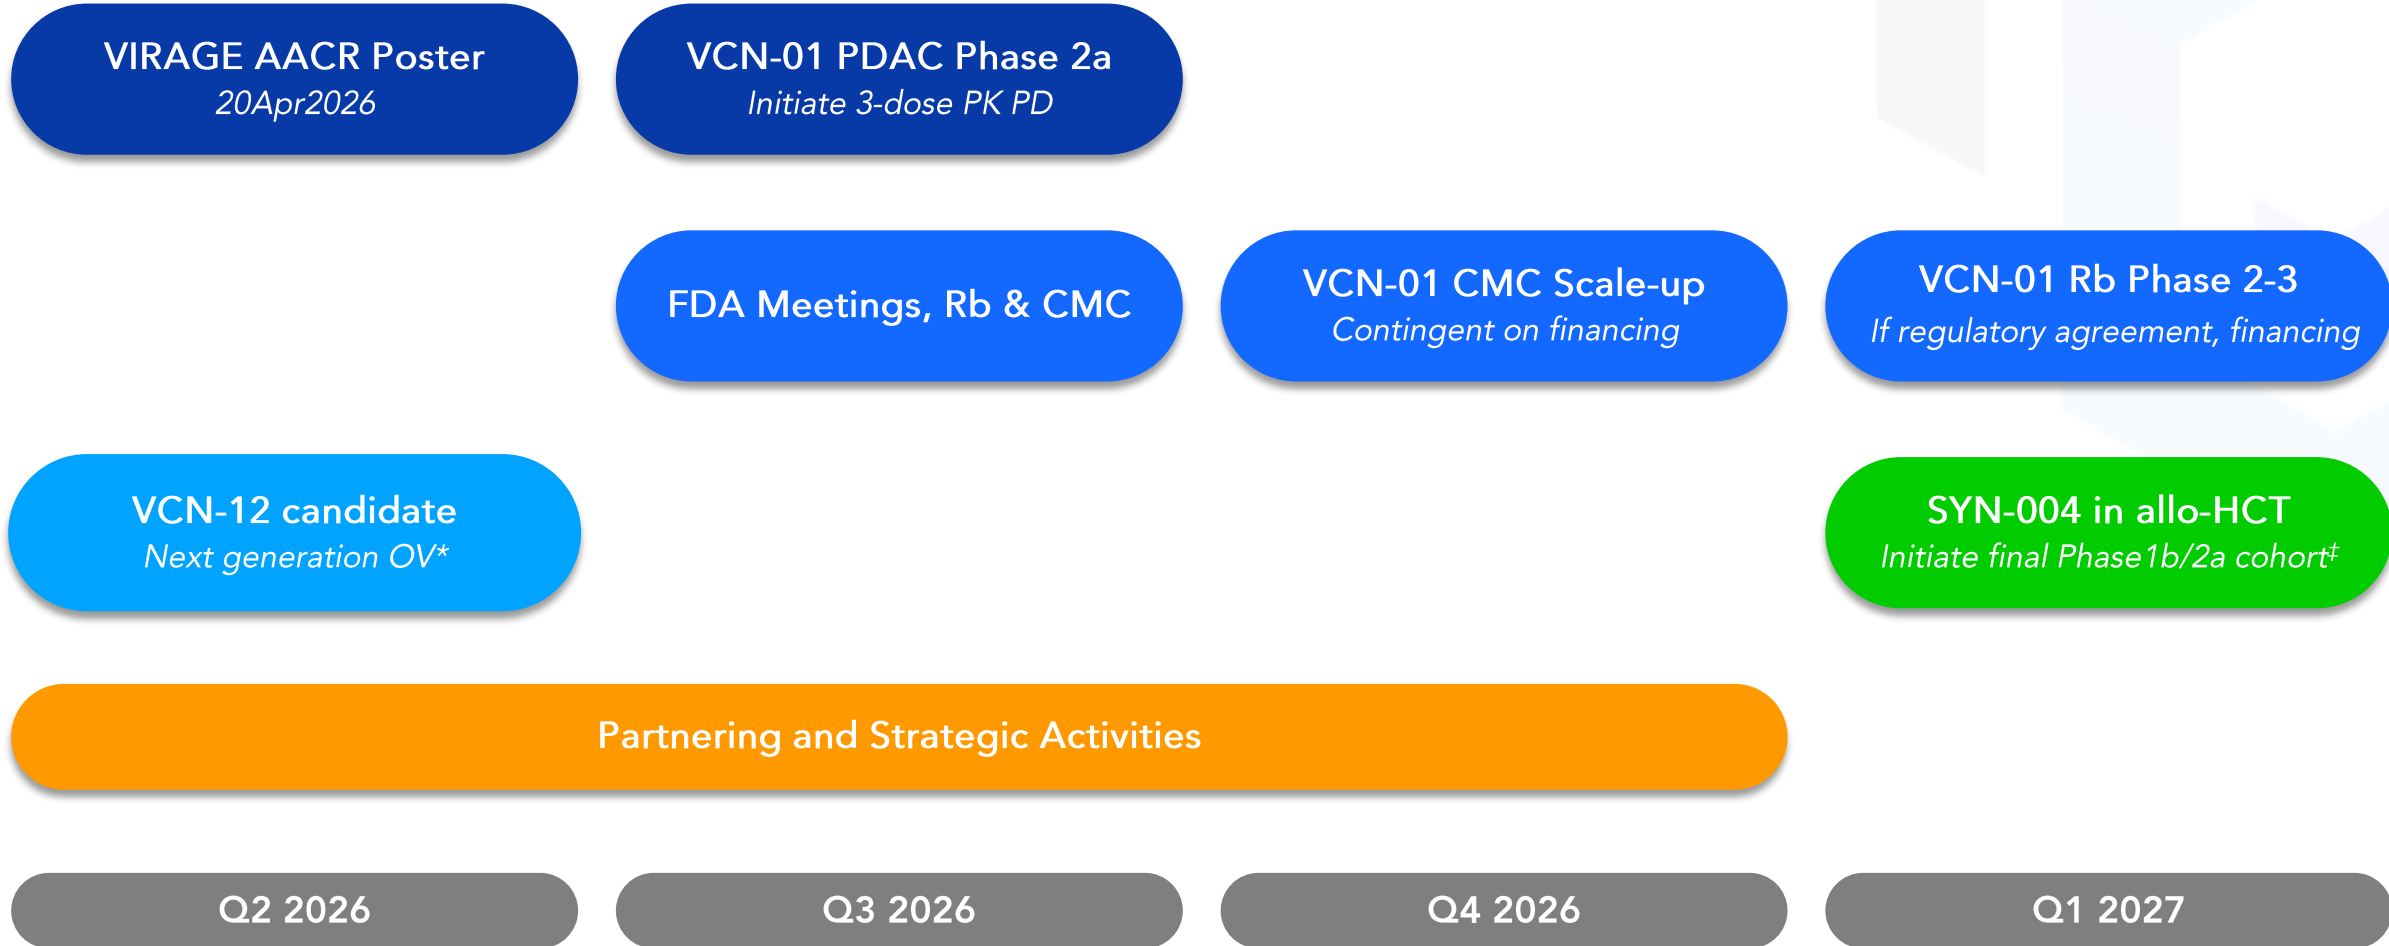 VIRAGE AACR Poster
20Apr2026
VCN-01 PDAC Phase 2a
Initiate 3-dose PK PD
FDA Meetings, Rb & CMC
VCN-01 CMC Scale-up
Contingent on financing
VCN-01 Rb Phase 2-3
If regulatory agreement, financing
VCN-12 candidate
Next generation OV*
SYN-004 in allo-HCT
Initiate final Phase1b/2a cohort‡
Partnering and Strategic Activities
Q2 2026
Q3 2026
Q4 2026
Q1 2027